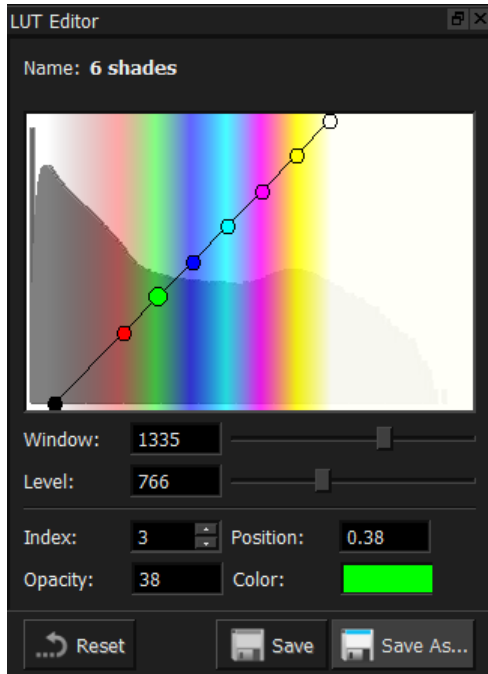 LUT Editor
Name: 6 shades
Window: 1335
Level: 766
Index: 3 Position: 0.38
Opacity: 38 Color:
Reset Save Save As...